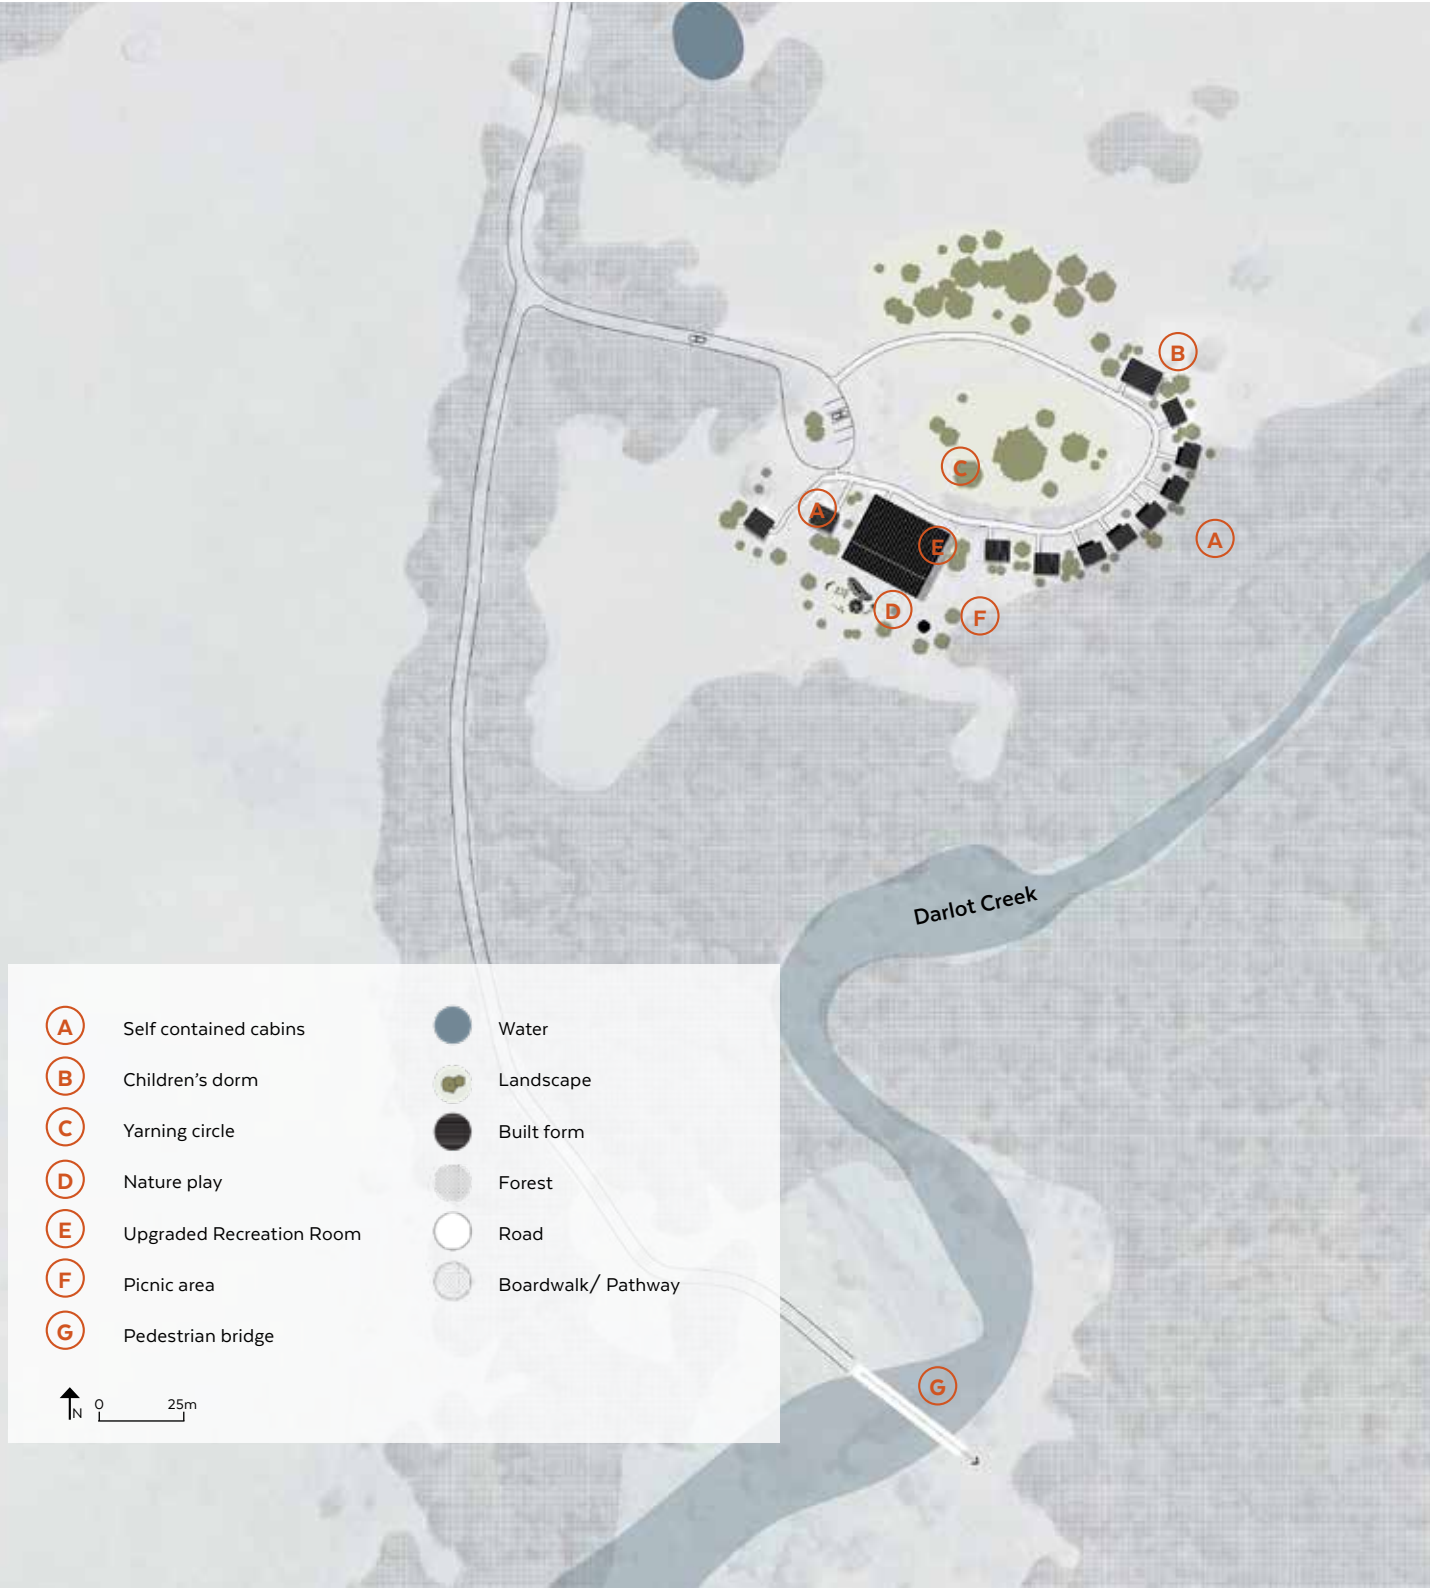 B
C
A
E
A
D
F
Darlot Creek
G
A Self contained cabins
B Children's dorm
C Yarning circle
D Nature play
E Upgraded Recreation Room
F Picnic area
G Pedestrian bridge
Water
Landscape
Built form
Forest
Road
Boardwalk/ Pathway
N 0 25m